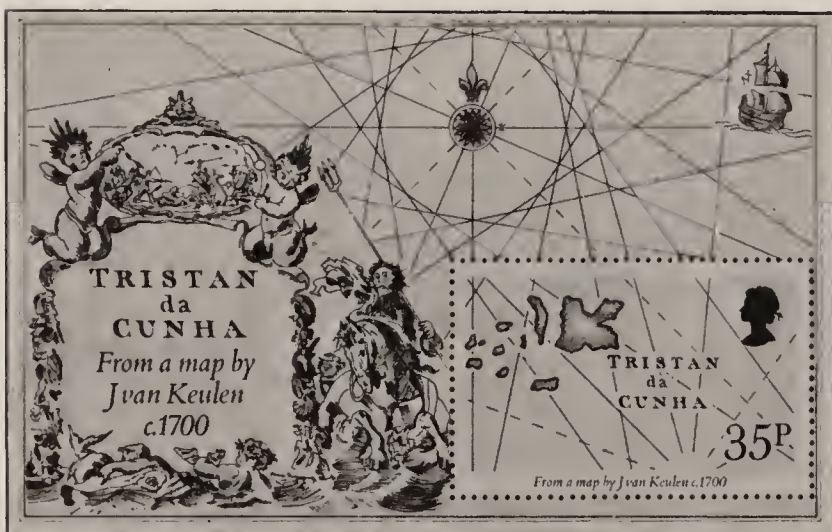 TRISTAN
da
CUNHA
From a map by
J van Keulen
c.1700
TRISTAN
da
CUNHA
35P
From a map by J van Keulen c.1700